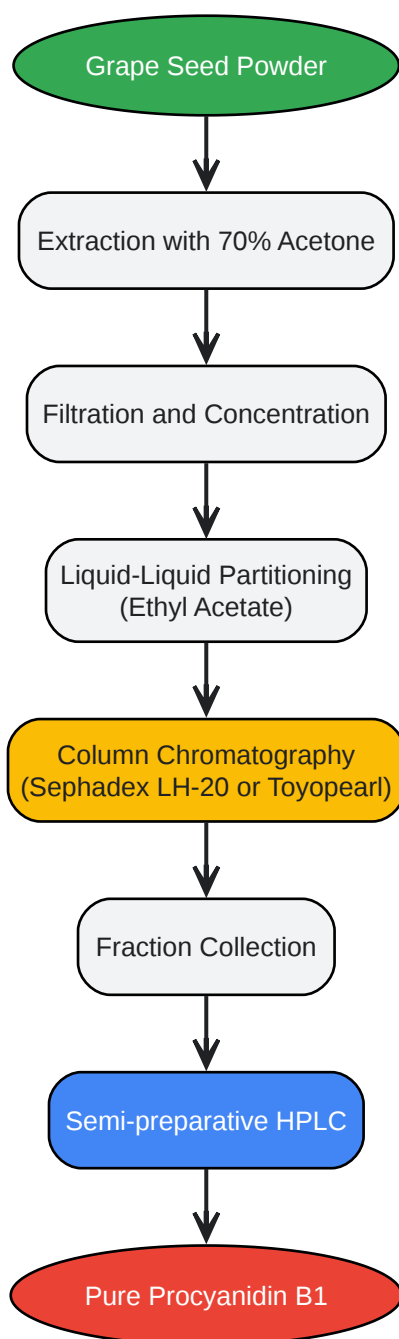 Grape Seed Powder
Extraction with 70% Acetone
Filtration and Concentration
Liquid-Liquid Partitioning
(Ethyl Acetate)
Column Chromatography
(Sephadex LH-20 or Toyopearl)
Fraction Collection
Semi-preparative HPLC
Pure Procyanidin B1